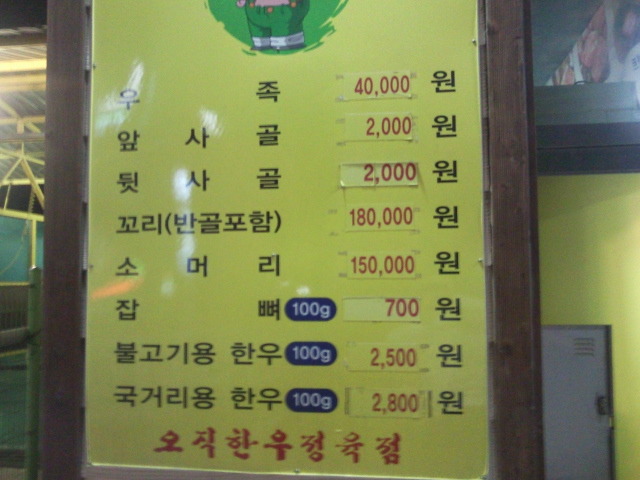 우족 40,000 원
앞사골 2,000 원
뒷사골 2,000 원
꼬리(반골포함) 180,000 원
소머리 150,000 원
잡뼈 100g 700 원
불고기용 한우 100g 2,500 원
국거리용 한우 100g 2,800 원
오직한우정육점